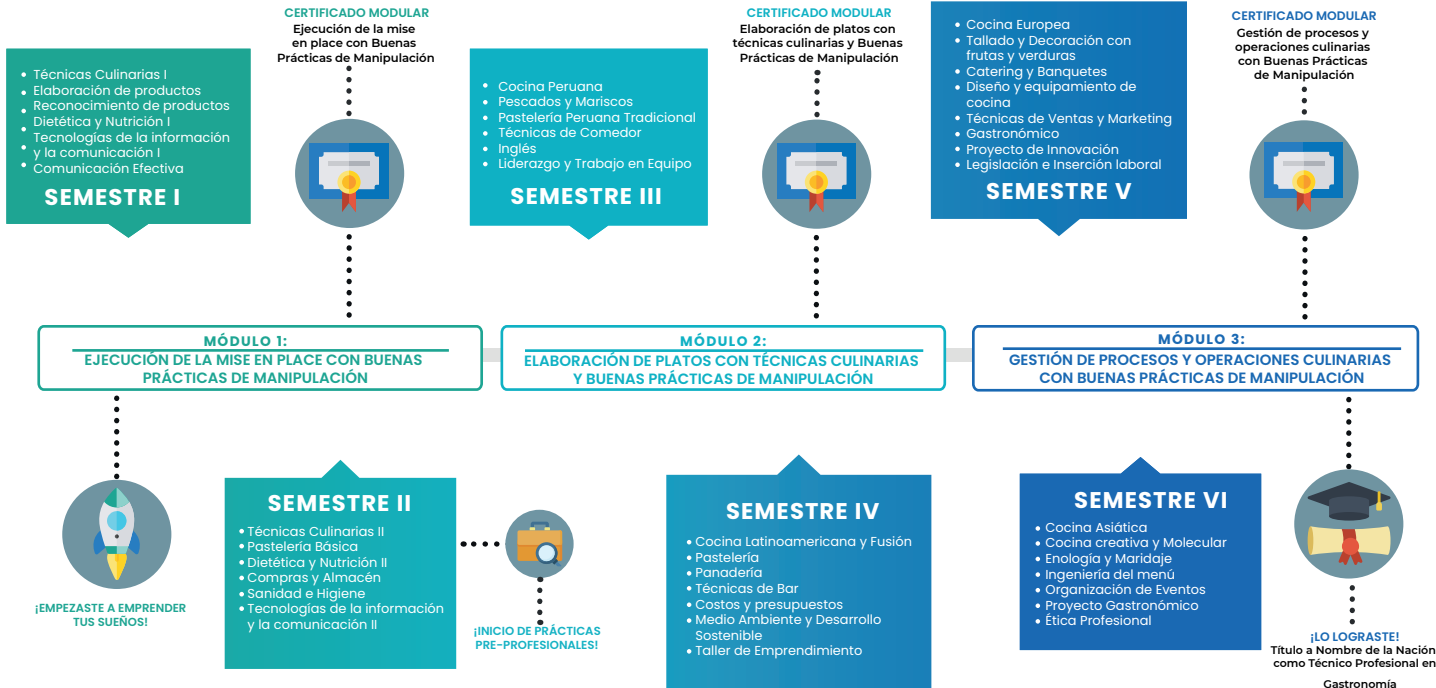 CERTIFICADO MODULAR
Ejecución de la mise
en place con Buenas
Prácticas de Manipulación
CERTIFICADO MODULAR
Elaboración de platos con
técnicas culinarias y Buenas
Prácticas de Manipulación
CERTIFICADO MODULAR
Gestión de procesos y
operaciones culinarias
con Buenas Prácticas
de Manipulación
• Técnicas Culinarias I
• Elaboración de productos
• Reconocimiento de productos
Dietética y Nutrición I
• Tecnologías de la información
• y la comunicación I
• Comunicación Efectiva
SEMESTRE I
• Cocina Peruana
• Pescados y Mariscos
• Pastelería Peruana Tradicional
• Técnicas de Comedor
• Inglés
• Liderazgo y Trabajo en Equipo
SEMESTRE III
• Cocina Europea
• Tallado y Decoración con
frutas y verduras
• Catering y Banquetes
• Diseño y equipamiento de
cocina
• Técnicas de Ventas y Marketing
• Gastronómico
• Proyecto de Innovación
• Legislación e Inserción laboral
SEMESTRE V
MÓDULO 1:
EJECUCIÓN DE LA MISE EN PLACE CON BUENAS
PRÁCTICAS DE MANIPULACIÓN
MÓDULO 2:
ELABORACIÓN DE PLATOS CON TÉCNICAS CULINARIAS
Y BUENAS PRÁCTICAS DE MANIPULACIÓN
MÓDULO 3:
GESTIÓN DE PROCESOS Y OPERACIONES CULINARIAS
CON BUENAS PRÁCTICAS DE MANIPULACIÓN
¡EMPEZASTE A EMPRENDER
TUS SUEÑOS!
SEMESTRE II
• Técnicas Culinarias II
• Pastelería Básica
• Dietética y Nutrición II
• Compras y Almacén
• Sanidad e Higiene
• Tecnologías de la información
y la comunicación II
¡INICIO DE PRÁCTICAS
PRE-PROFESIONALES!
SEMESTRE IV
• Cocina Latinoamericana y Fusión
• Pastelería
• Panadería
• Técnicas de Bar
• Costos y presupuestos
• Medio Ambiente y Desarrollo
Sostenible
• Taller de Emprendimiento
SEMESTRE VI
• Cocina Asiática
• Cocina creativa y Molecular
• Enología y Maridaje
• Ingeniería del menú
• Organización de Eventos
• Proyecto Gastronómico
• Ética Profesional
¡LO LOGRASTE!
Título a Nombre de la Nación
como Técnico Profesional en
Gastronomía